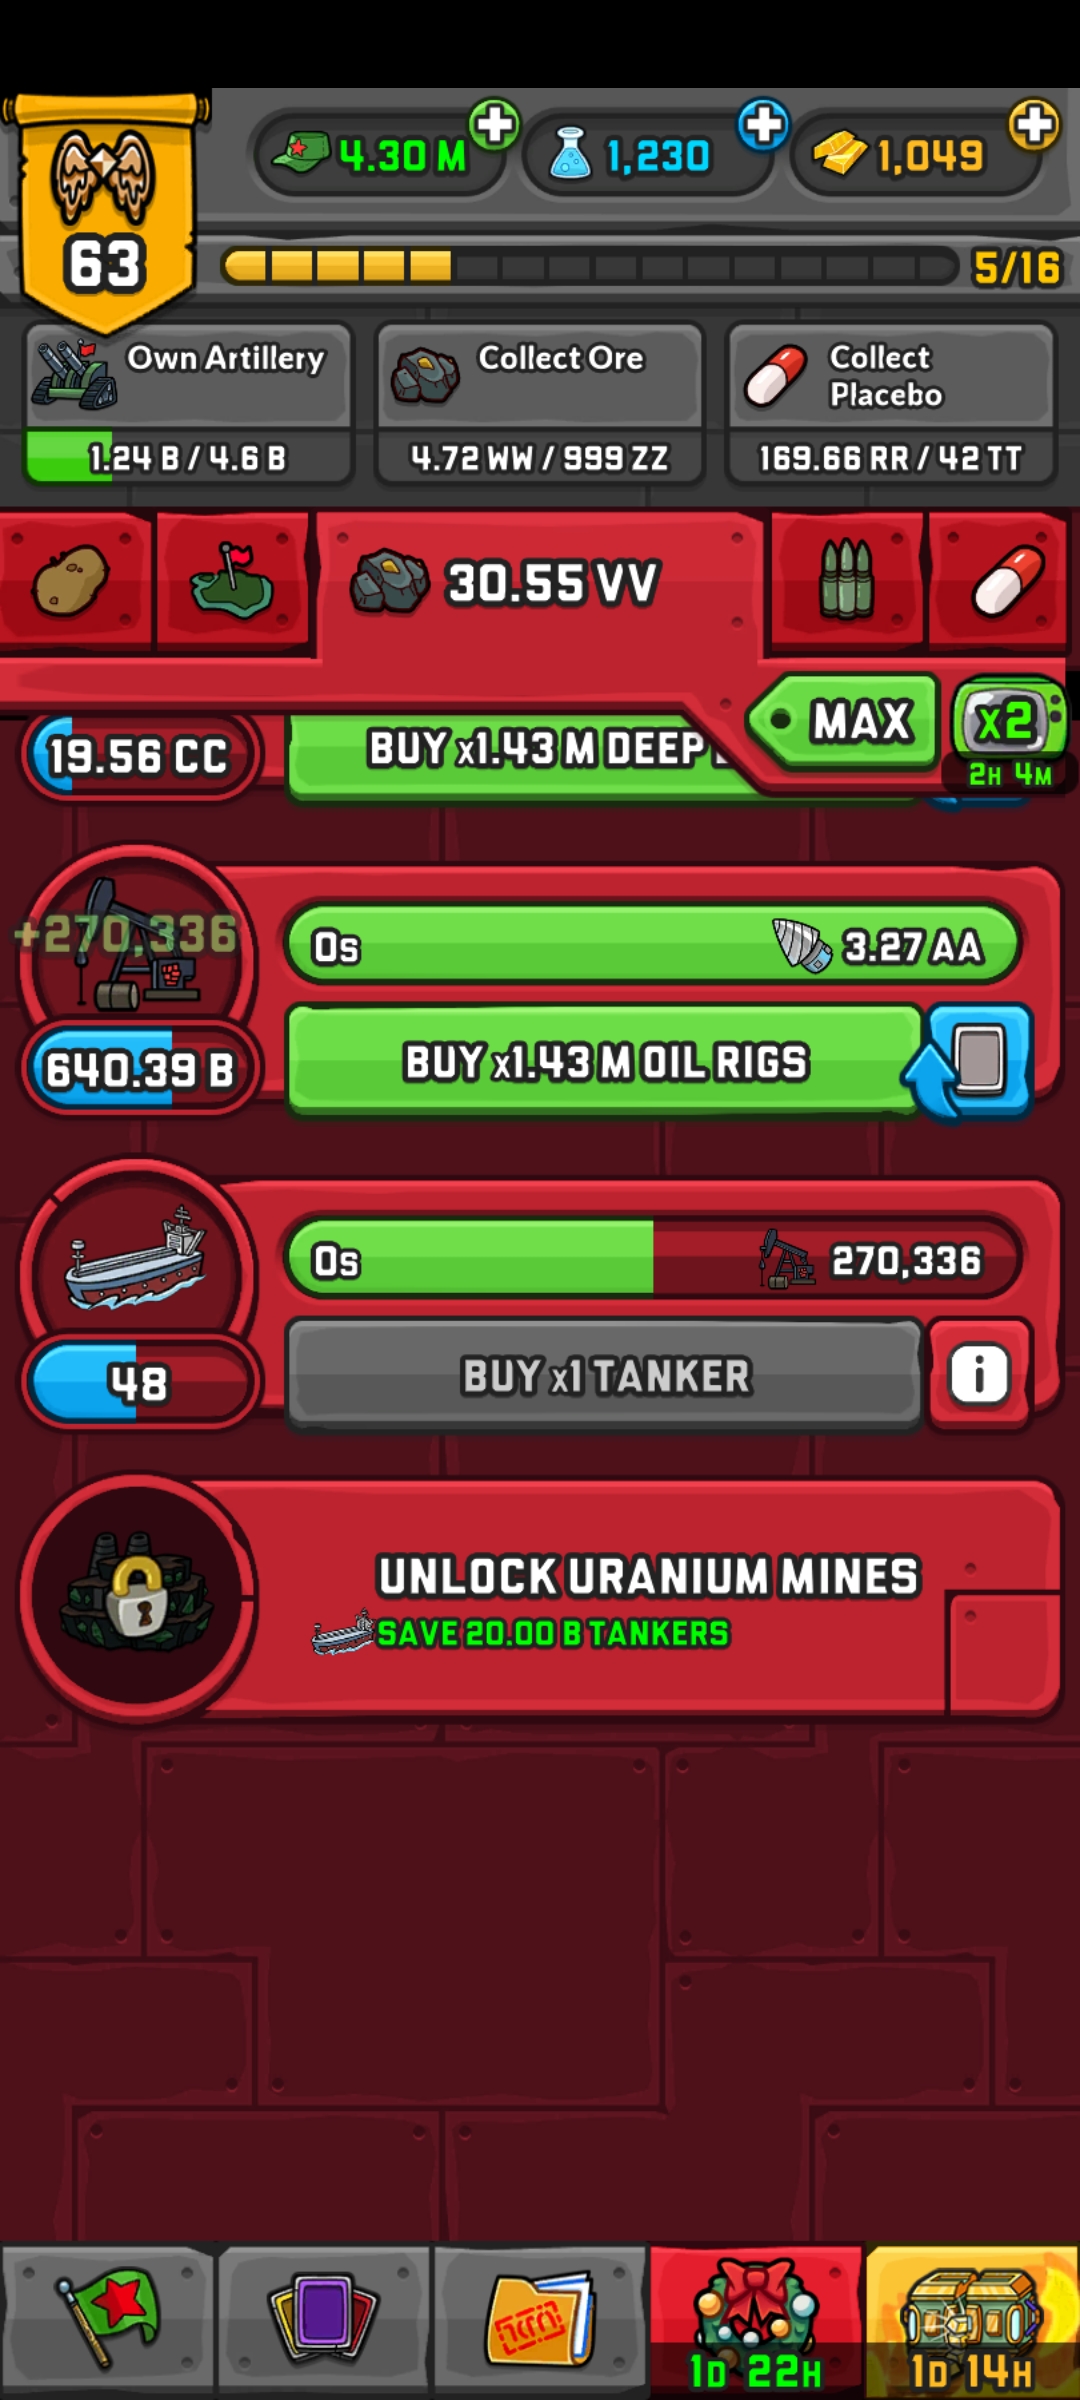 4.30 M
1,230
1,049
63
5/16
Own Artillery
1.24 B / 4.6 B
Collect Ore
4.72 WW / 999 ZZ
Collect
Placebo
169.66 RR / 42 TT
30.55 VV
MAX
x2
2H 4M
19.56 CC
BUY x1.43 M DEEP
+270,336
0s
3.27 AA
640.39 B
BUY x1.43 M OIL RIGS
0s
270,336
48
BUY x1 TANKER
i
UNLOCK URANIUM MINES
SAVE 20.00 B TANKERS
1D 22H
1D 14H